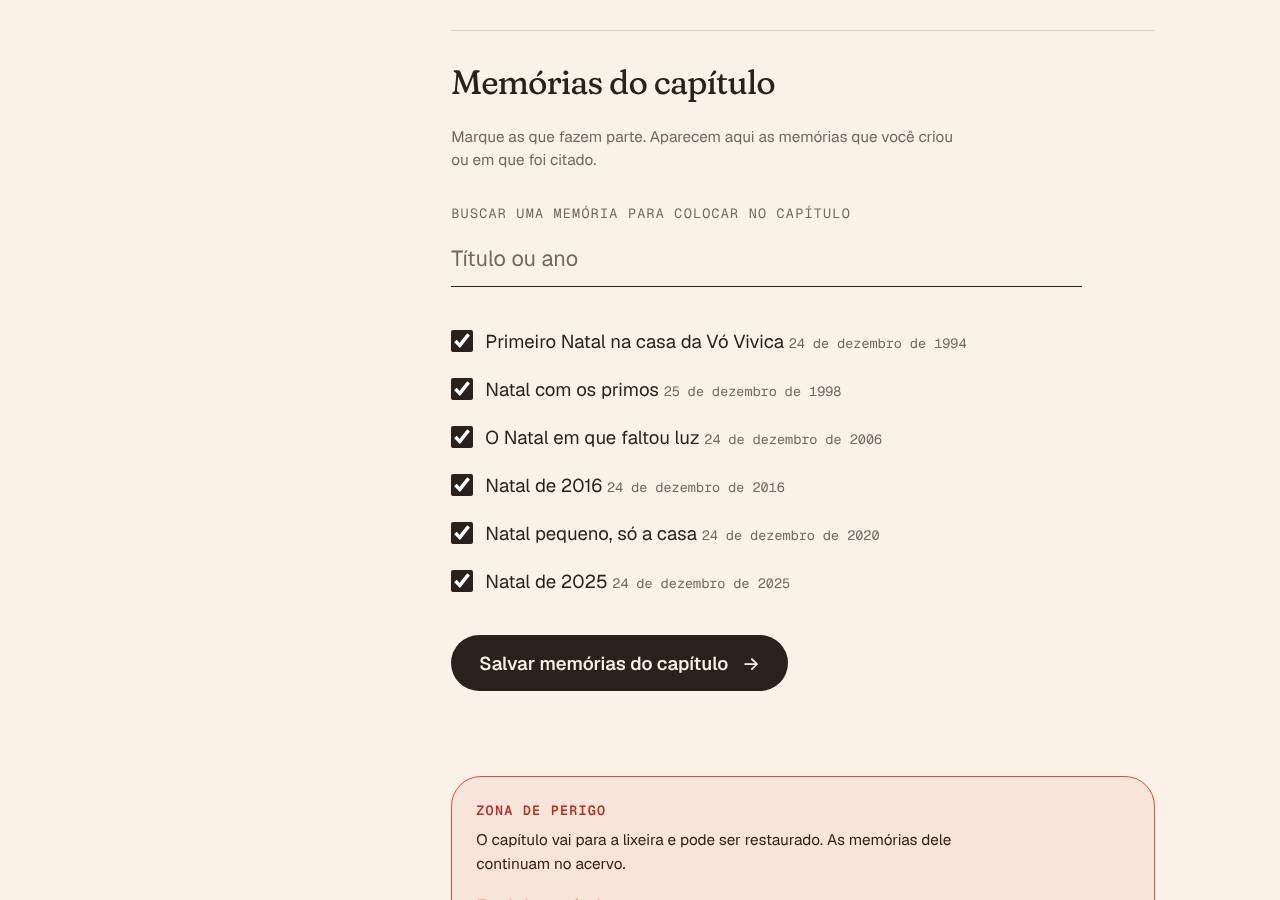 Memórias do capítulo
Marque as que fazem parte. Aparecem aqui as memórias que você criou
ou em que foi citado.
BUSCAR UMA MEMÓRIA PARA COLOCAR NO CAPÍTULO
Título ou ano
Primeiro Natal na casa da Vó Vivica 24 de dezembro de 1994
Natal com os primos 25 de dezembro de 1998
O Natal em que faltou luz 24 de dezembro de 2006
Natal de 2016 24 de dezembro de 2016
Natal pequeno, só a casa 24 de dezembro de 2020
Natal de 2025 24 de dezembro de 2025
Salvar memórias do capítulo →
ZONA DE PERIGO
O capítulo vai para a lixeira e pode ser restaurado. As memórias dele
continuam no acervo.